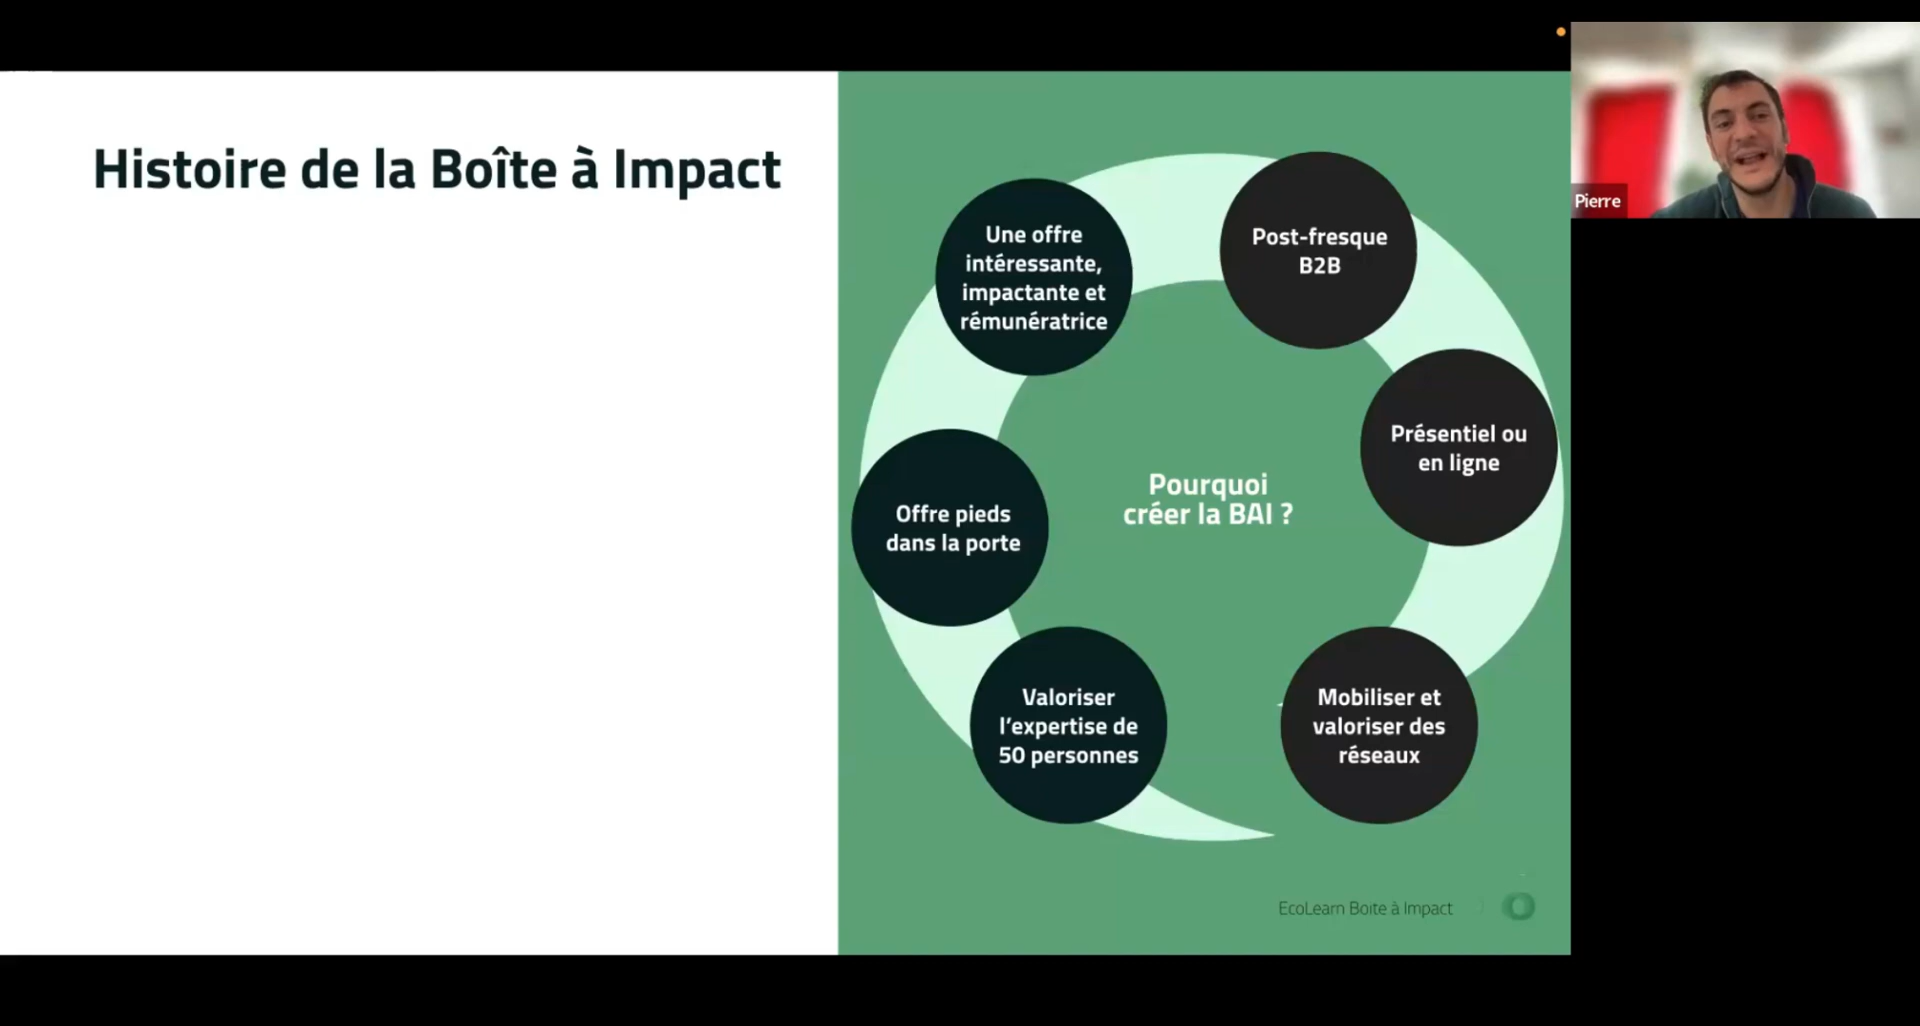 Histoire de la Boîte à Impact
Pierre
Une offre
intéressante,
impactante et
rémunératrice
Post-fresque
B2B
Présentiel ou
en ligne
Pourquoi
créer la BAI ?
Offre pieds
dans la porte
Valoriser
l’expertise de
50 personnes
Mobiliser et
valoriser des
réseaux
EcoLearn Boite à Impact